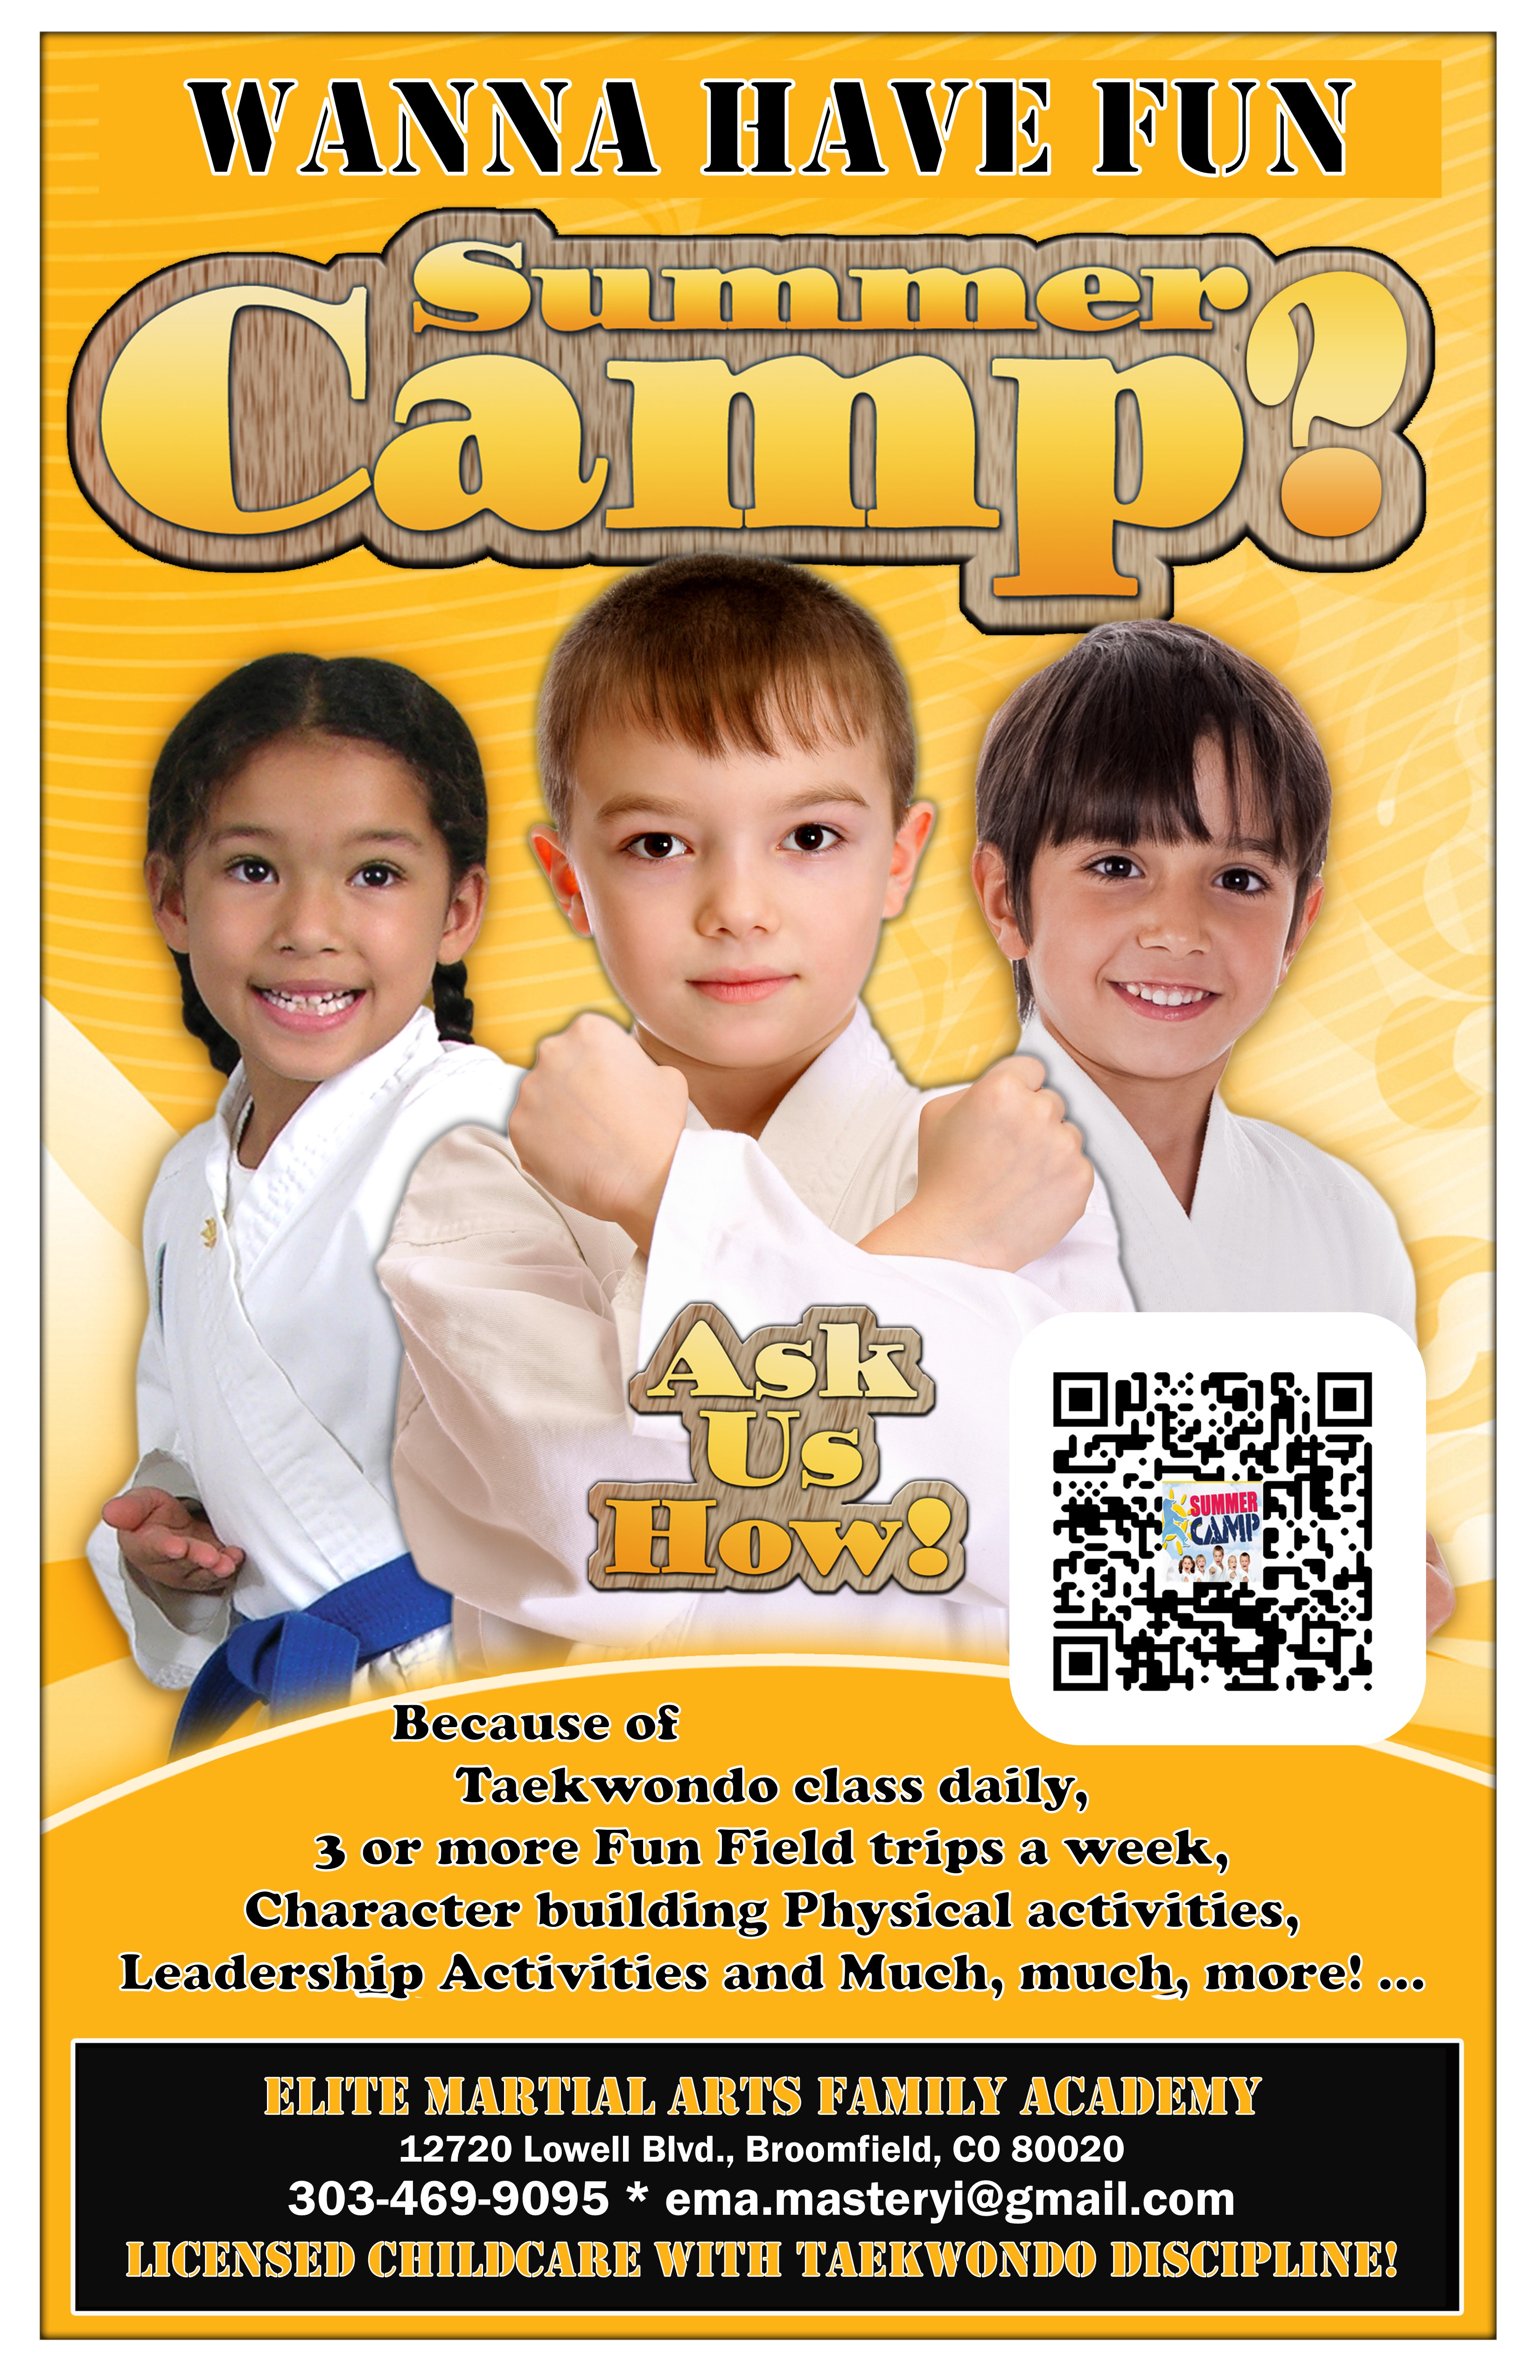 WANNA HAVE FUN
Summer
Camp?
Ask
Us
How!
SUMMER
CAMP
Because of
Taekwondo class daily,
3 or more Fun Field trips a week,
Character building Physical activities,
Leadership Activities and Much, much, more! ...
ELITE MARTIAL ARTS FAMILY ACADEMY
12720 Lowell Blvd., Broomfield, CO 80020
303-469-9095 * ema.masteryi@gmail.com
LICENSED CHILDCARE WITH TAEKWONDO DISCIPLINE!